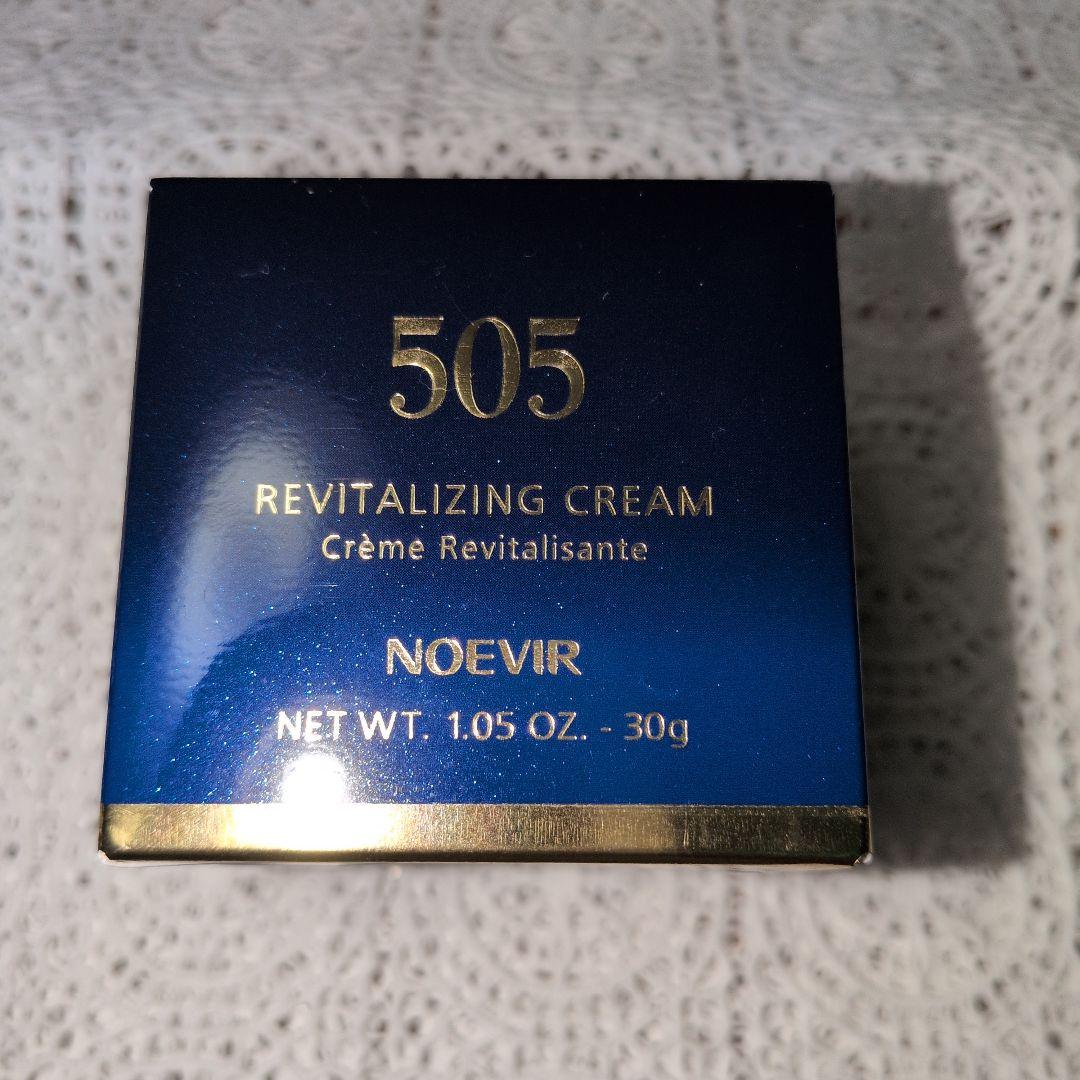 505
REVITALIZING CREAM
Crème Revitalisante
NOEVIR
NET WT. 1.05 OZ. - 30g